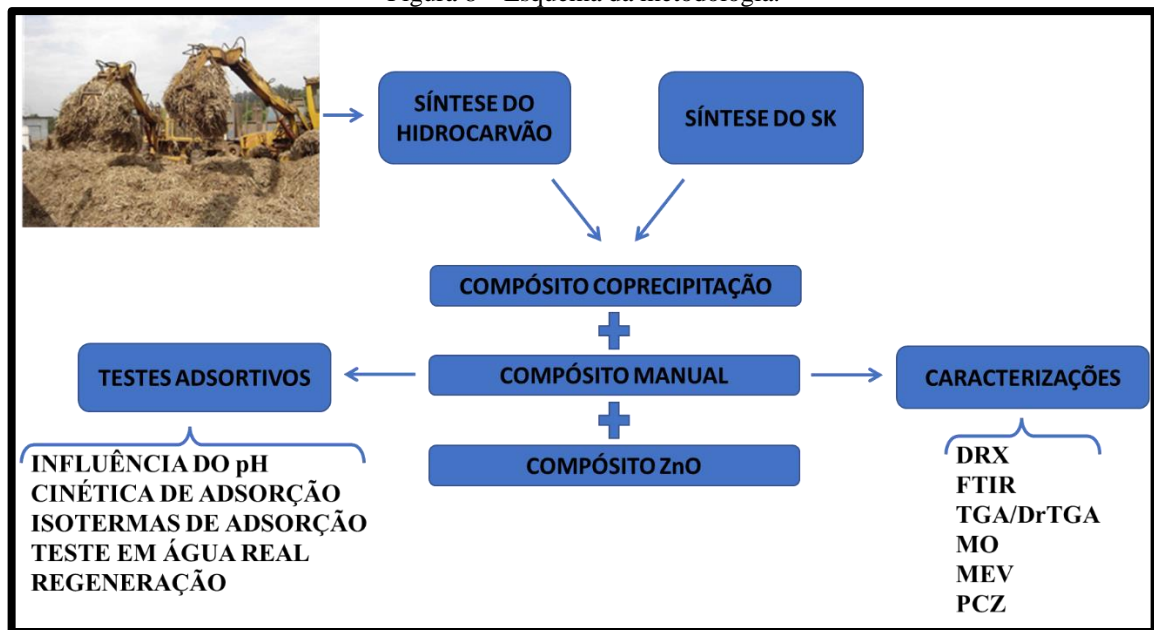 Figura 6 – Esquema da metodologia.
SÍNTESE DO
HIDROCARVÃO
SÍNTESE DO SK
COMPÓSITO COPRECIPITAÇÃO
TESTES ADSORTIVOS
COMPÓSITO MANUAL
CARACTERIZAÇÕES
COMPÓSITO ZnO
INFLUÊNCIA DO pH
CINÉTICA DE ADSORÇÃO
ISOTERMAS DE ADSORÇÃO
TESTE EM ÁGUA REAL
REGENERAÇÃO
DRX
FTIR
TGA/DrTGA
MO
MEV
PCZ